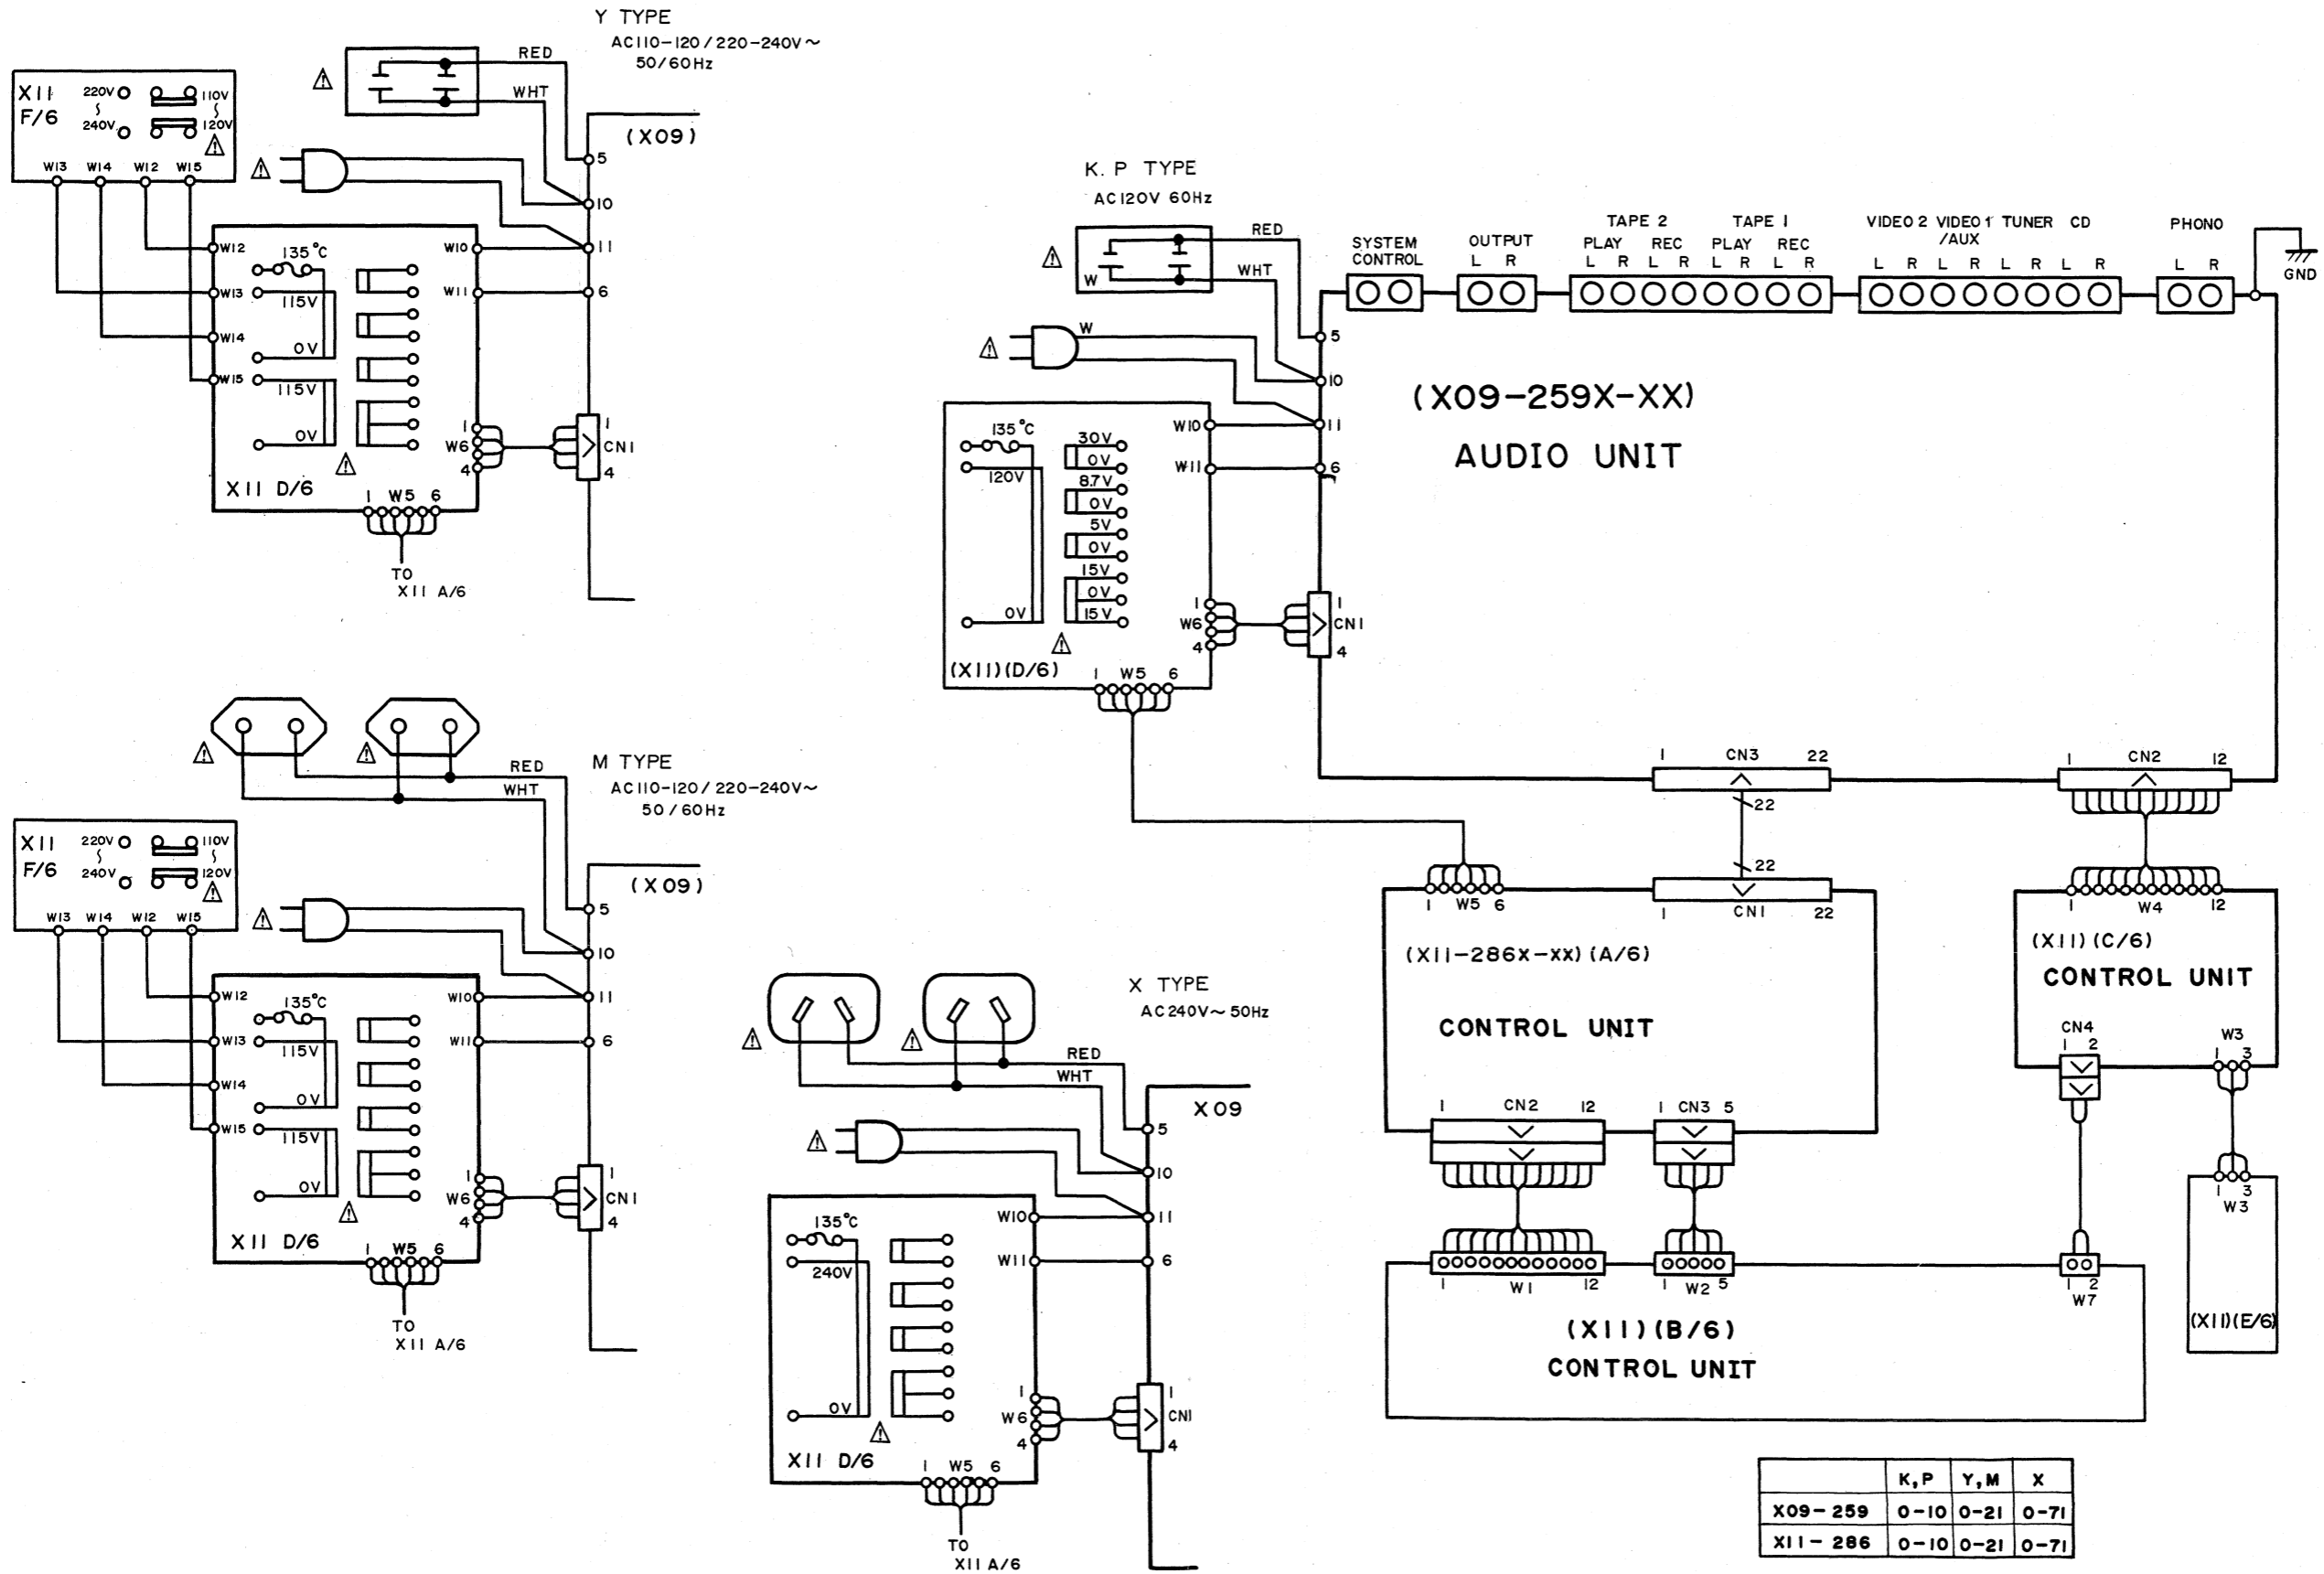 Y TYPE
AC110-120/220-240V~
50/60Hz
RED
WHT
X11
F/6
220V
~
240V
110V
~
120V
W13 W14 W12 W15
(X09)
5
10
11
6
W12
W13
W14
W15
135°C
115V
0V
115V
0V
W10
W11
1
W6
4
1
CN1
4
X11 D/6
1 W5 6
TO
X11 A/6
M TYPE
AC110-120/220-240V~
50/60Hz
RED
WHT
X11
F/6
220V
~
240V
110V
~
120V
W13 W14 W12 W15
(X09)
5
10
11
6
W12
W13
W14
W15
135°C
115V
0V
115V
0V
W10
W11
1
W6
4
1
CN1
4
X11 D/6
1 W5 6
TO
X11 A/6
X TYPE
AC240V~50Hz
RED
WHT
X09
5
10
11
6
135°C
240V
0V
W10
W11
1
W6
4
1
CN1
4
X11 D/6
1 W5 6
TO
X11 A/6
K.P TYPE
AC120V 60Hz
RED
WHT
W
W
5
10
11
6
135°C
120V
0V
30V
0V
8.7V
0V
5V
0V
15V
0V
15V
W10
W11
1
W6
4
1
CN1
4
(X11)(D/6)
1 W5 6
SYSTEM
CONTROL
OUTPUT
L R
TAPE 2 TAPE 1
PLAY REC PLAY REC
L R L R L R L R
VIDEO 2 VIDEO 1 TUNER CD
/AUX
L R L R L R L R
PHONO
L R
GND
(X09-259X-XX)
AUDIO UNIT
1 CN3 22
1 CN2 12
22
22
1 W5 6
1 CN1 22
(X11-286x-xx)(A/6)
CONTROL UNIT
1 CN2 12
1 CN3 5
1 W4 12
(X11)(C/6)
CONTROL UNIT
CN4
1 2
W3
1 3
1 3
W3
(X11)(E/6)
1 W1 12
1 W2 5
1 2
W7
(X11)(B/6)
CONTROL UNIT
K,P Y,M X
X09-259 0-10 0-21 0-71
X11-286 0-10 0-21 0-71